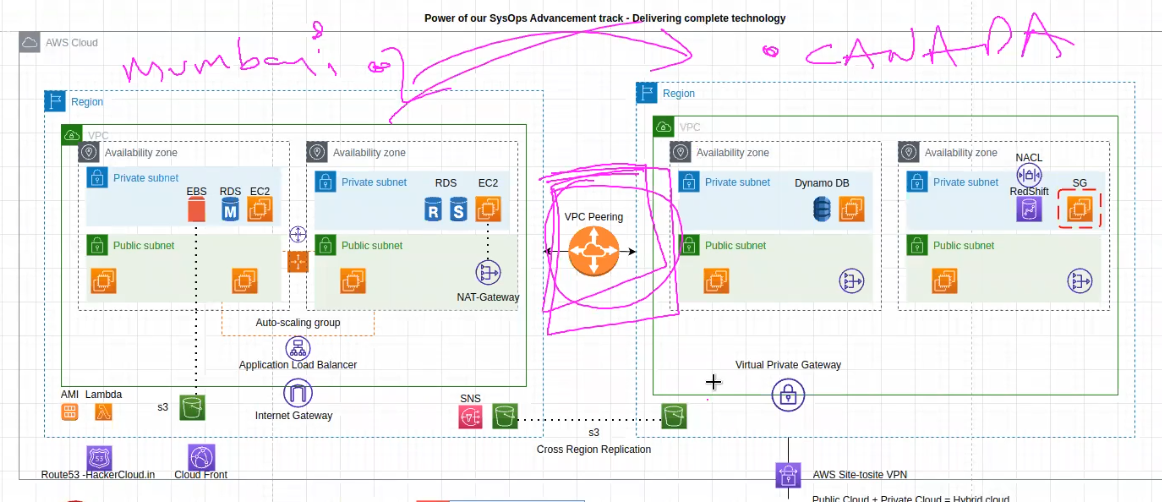 Power of our SysOps Advancement track - Delivering complete technology
AWS Cloud
Mumbai
CANADA
Region
Region
VPC
VPC
Availability zone
Availability zone
Availability zone
Availability zone
Private subnet
EBS
RDS
EC2
Private subnet
RDS
EC2
Private subnet
Dynamo DB
Private subnet
NACL
RedShift
SG
VPC Peering
Public subnet
Public subnet
Public subnet
Public subnet
NAT-Gateway
Auto-scaling group
Application Load Balancer
Internet Gateway
Virtual Private Gateway
AMI Lambda
s3
SNS
s3
Cross Region Replication
Route53 -HackerCloud.in
Cloud Front
AWS Site-tosite VPN
Public Cloud + Private Cloud = Hybrid cloud